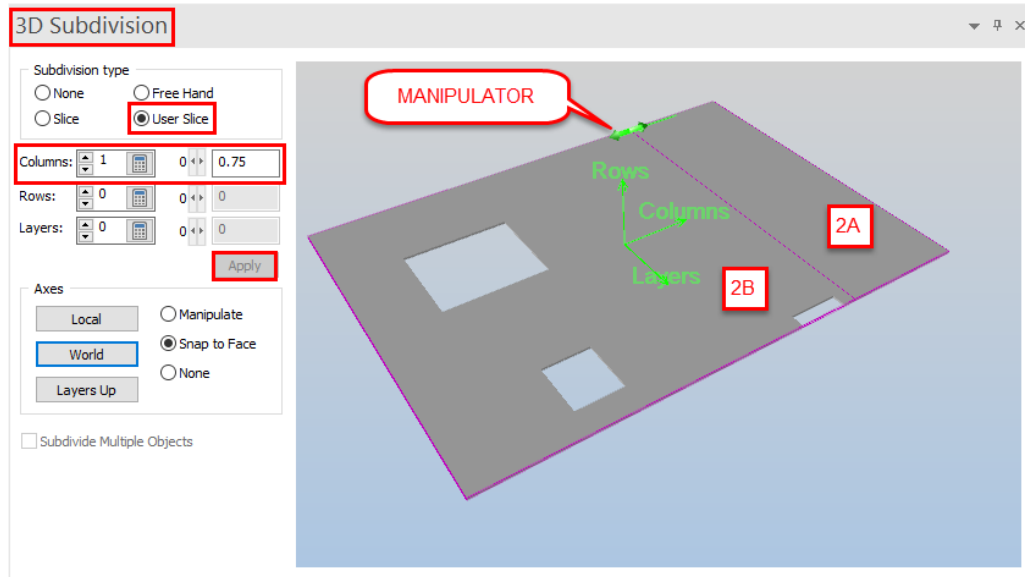 3D Subdivision
Subdivision type
None
Free Hand
Slice
User Slice
Columns: 1 0 0.75
Rows: 0 0 0
Layers: 0 0 0
Apply
Axes
Local
Manipulate
World
Snap to Face
None
Layers Up
Subdivide Multiple Objects
MANIPULATOR
Rows
Columns
2A
Layers
2B